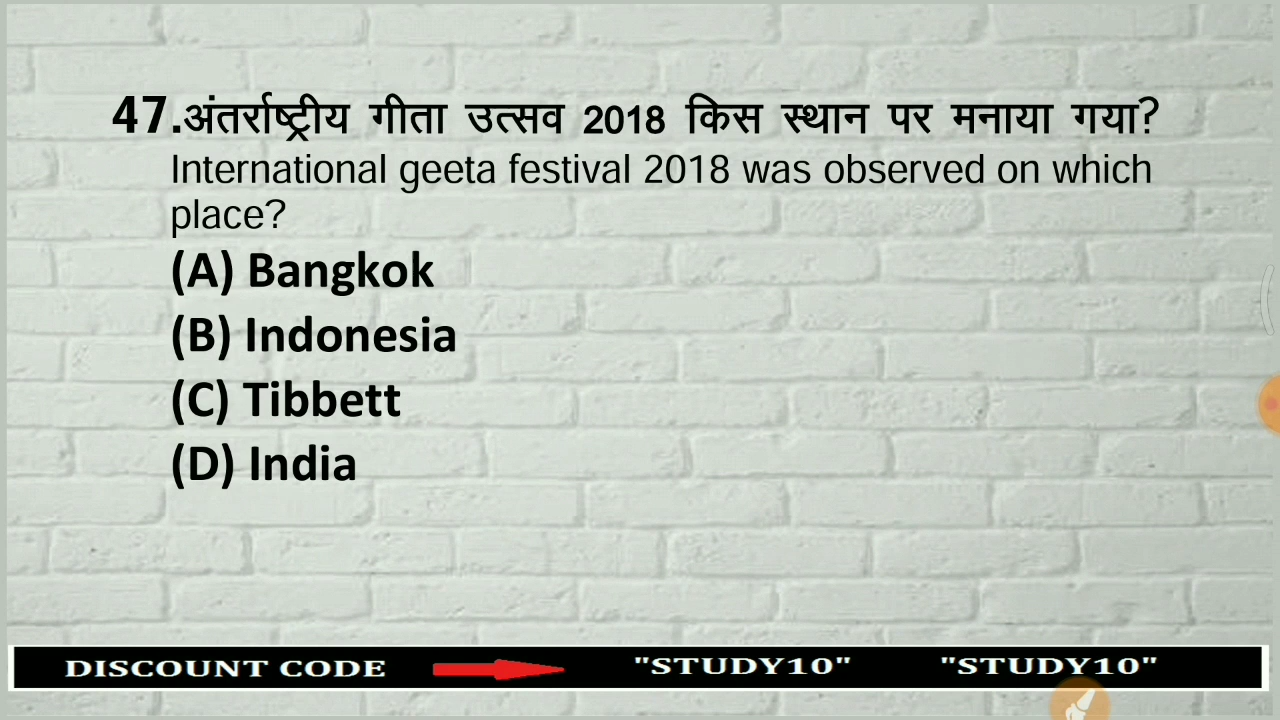 47.अंतर्राष्ट्रीय गीता उत्सव 2018 किस स्थान पर मनाया गया?
International geeta festival 2018 was observed on which
place?
(A) Bangkok
(B) Indonesia
(C) Tibbett
(D) India
DISCOUNT CODE "STUDY10" "STUDY10"